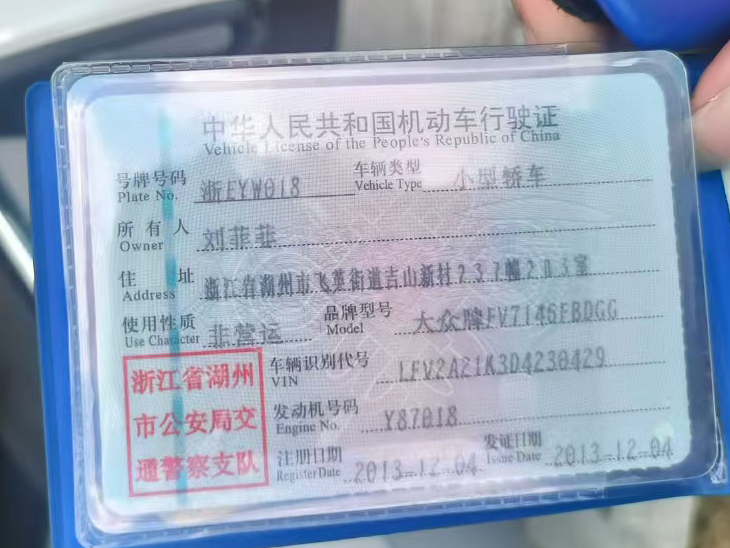 中华人民共和国机动车行驶证
Vehicle License of the People's Republic of China
号牌号码 浙EYW018 车辆类型 小型轿车
Plate No. Vehicle Type
所有人 刘菲菲
Owner
住址 浙江省湖州市飞英街道吉山新村237幢203室
Address
使用性质 非营运 品牌型号 大众牌FV7146FBDGG
Use Character Model
浙江省湖州
市公安局交
通警察支队
车辆识别代号 LFV2A21K3D4230429
VIN
发动机号码 Y87018
Engine No.
注册日期 2013-12-04 发证日期 2013-12-04
Register Date Issue Date